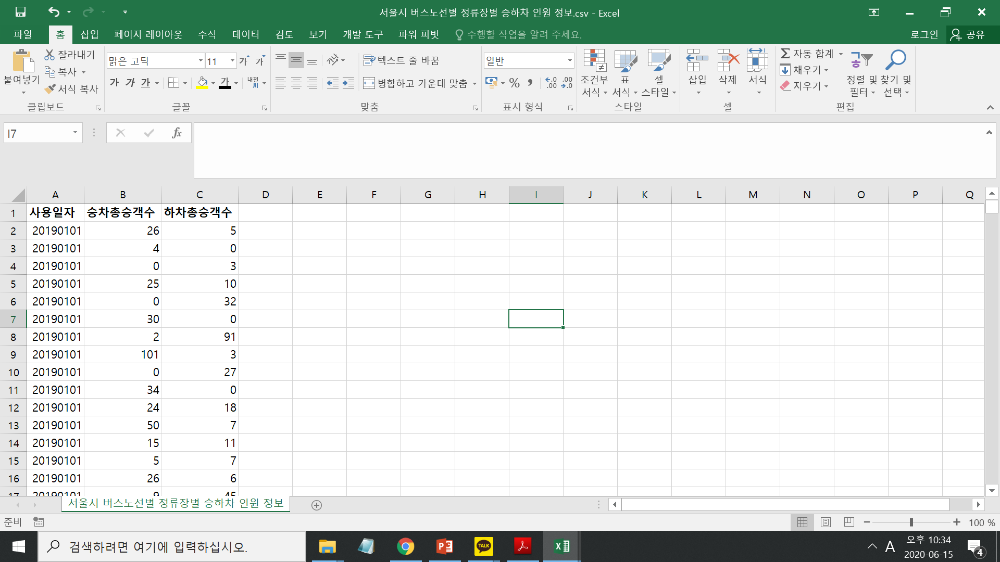 서울시 버스노선별 정류장별 승하차 인원 정보.csv - Excel
파일 홈 삽입 페이지 레이아웃 수식 데이터 검토 보기 개발 도구 파워 피벗 수행할 작업을 알려 주세요. 로그인 공유
붙여넣기 잘라내기 복사 서식 복사
맑은 고딕 11 가 가
가 가 가 가 내천
텍스트 줄 바꿈
병합하고 가운데 맞춤
일반
% , ←.0 .00 .00 →.0
조건부 서식 표 서식 셀 스타일
삽입 삭제 서식
자동 합계
채우기
지우기
정렬 및 필터 찾기 및 선택
클립보드 글꼴 맞춤 표시 형식 스타일 셀 편집
I7 fx
A B C D E F G H I J K L M N O P Q
1 사용일자 승차총승객수 하차총승객수
2 20190101 26 5
3 20190101 4 0
4 20190101 0 3
5 20190101 25 10
6 20190101 0 32
7 20190101 30 0
8 20190101 2 91
9 20190101 101 3
10 20190101 0 27
11 20190101 34 0
12 20190101 24 18
13 20190101 50 7
14 20190101 15 11
15 20190101 5 7
16 20190101 26 6
17 20190101 9 45
서울시 버스노선별 정류장별 승하차 인원 정보
준비 100 %
검색하려면 여기에 입력하십시오.
TALK
A 오후 10:34
2020-06-15
4